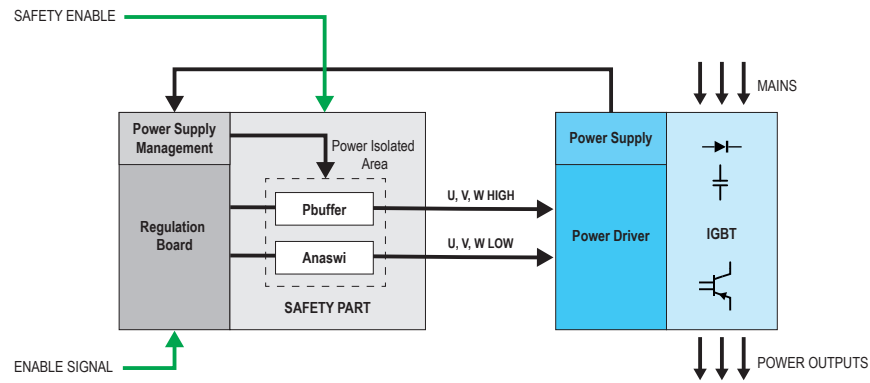 SAFETY ENABLE
MAINS
Power Supply
Management
Power Isolated
Area
Power Supply
Pbuffer
U, V, W HIGH
Regulation
Board
Power Driver
IGBT
Anaswi
U, V, W LOW
SAFETY PART
ENABLE SIGNAL
POWER OUTPUTS